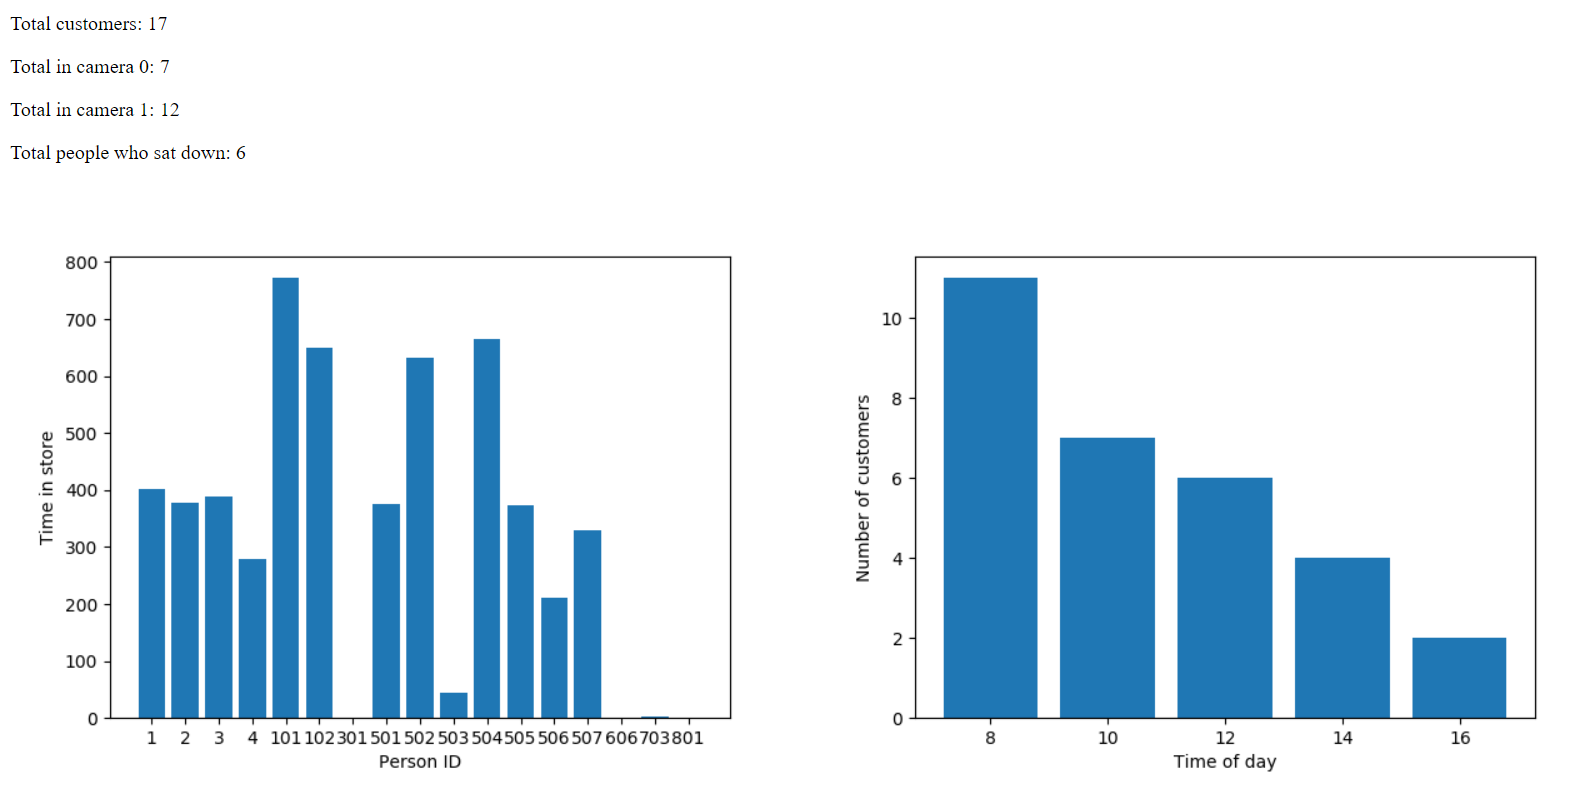 Total customers: 17
Total in camera 0: 7
Total in camera 1: 12
Total people who sat down: 6
800
700
600
500
400
300
200
100
0
Time in store
1 2 3 4 101 102 301 501 502 503 504 505 506 507 606 703 801
Person ID
10
8
6
4
2
0
Number of customers
8 10 12 14 16
Time of day